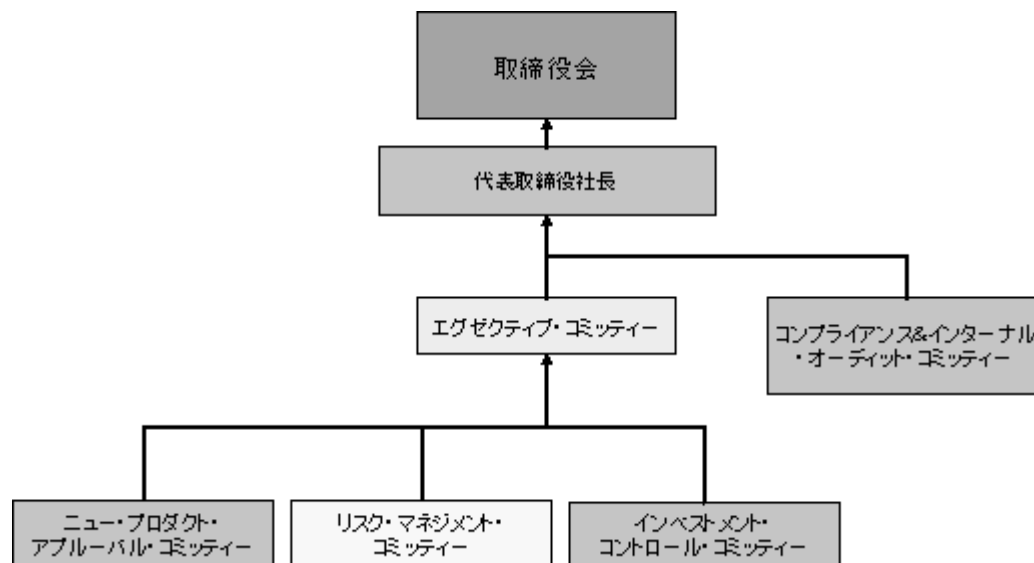 取締役会
代表取締役社長
エグゼクティブ・コミッティー
コンプライアンス&インターナル
・オーディット・コミッティー
ニュー・プロダクト・
アプルーバル・コミッティー
リスク・マネジメント・
コミッティー
インベストメント・
コントロール・コミッティー